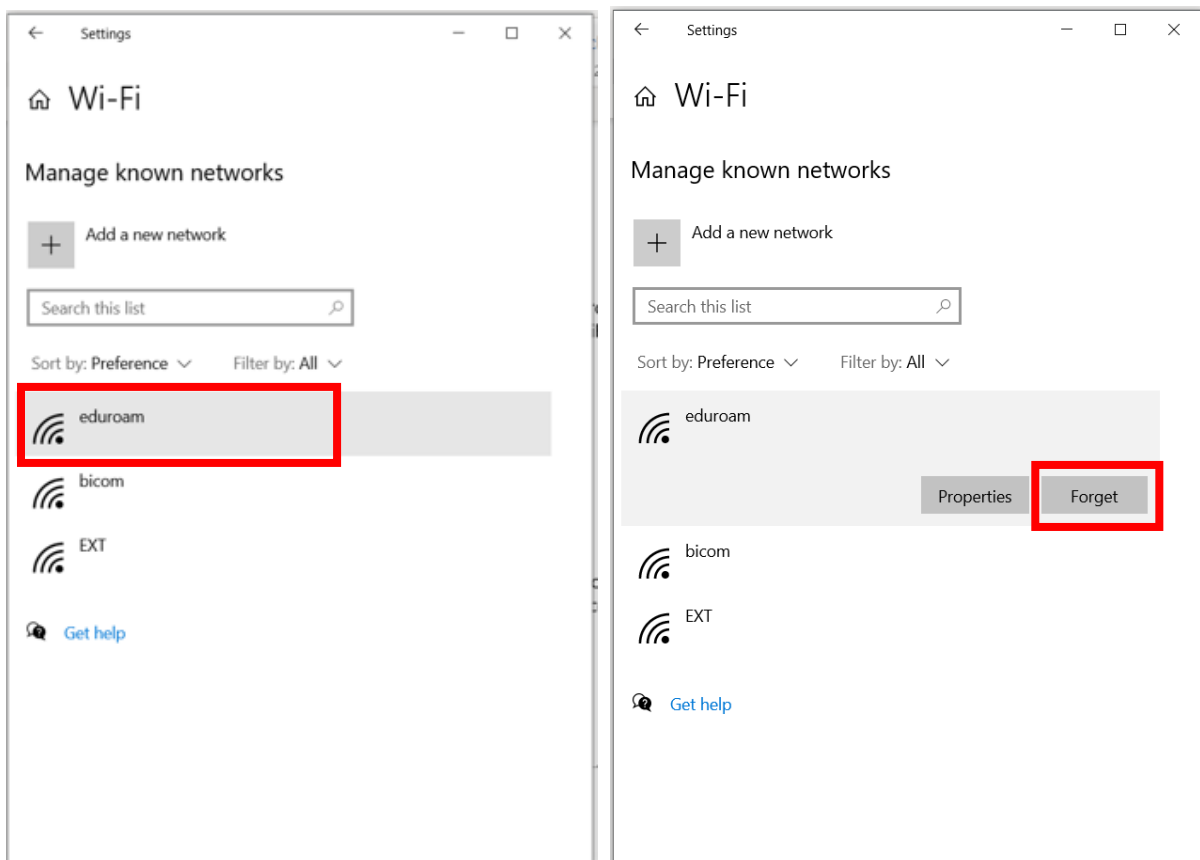 Settings
Wi-Fi
Manage known networks
Add a new network
Search this list
Sort by: Preference Filter by: All
eduroam
bicom
EXT
Get help
Settings
Wi-Fi
Manage known networks
Add a new network
Search this list
Sort by: Preference Filter by: All
eduroam
Properties Forget
bicom
EXT
Get help